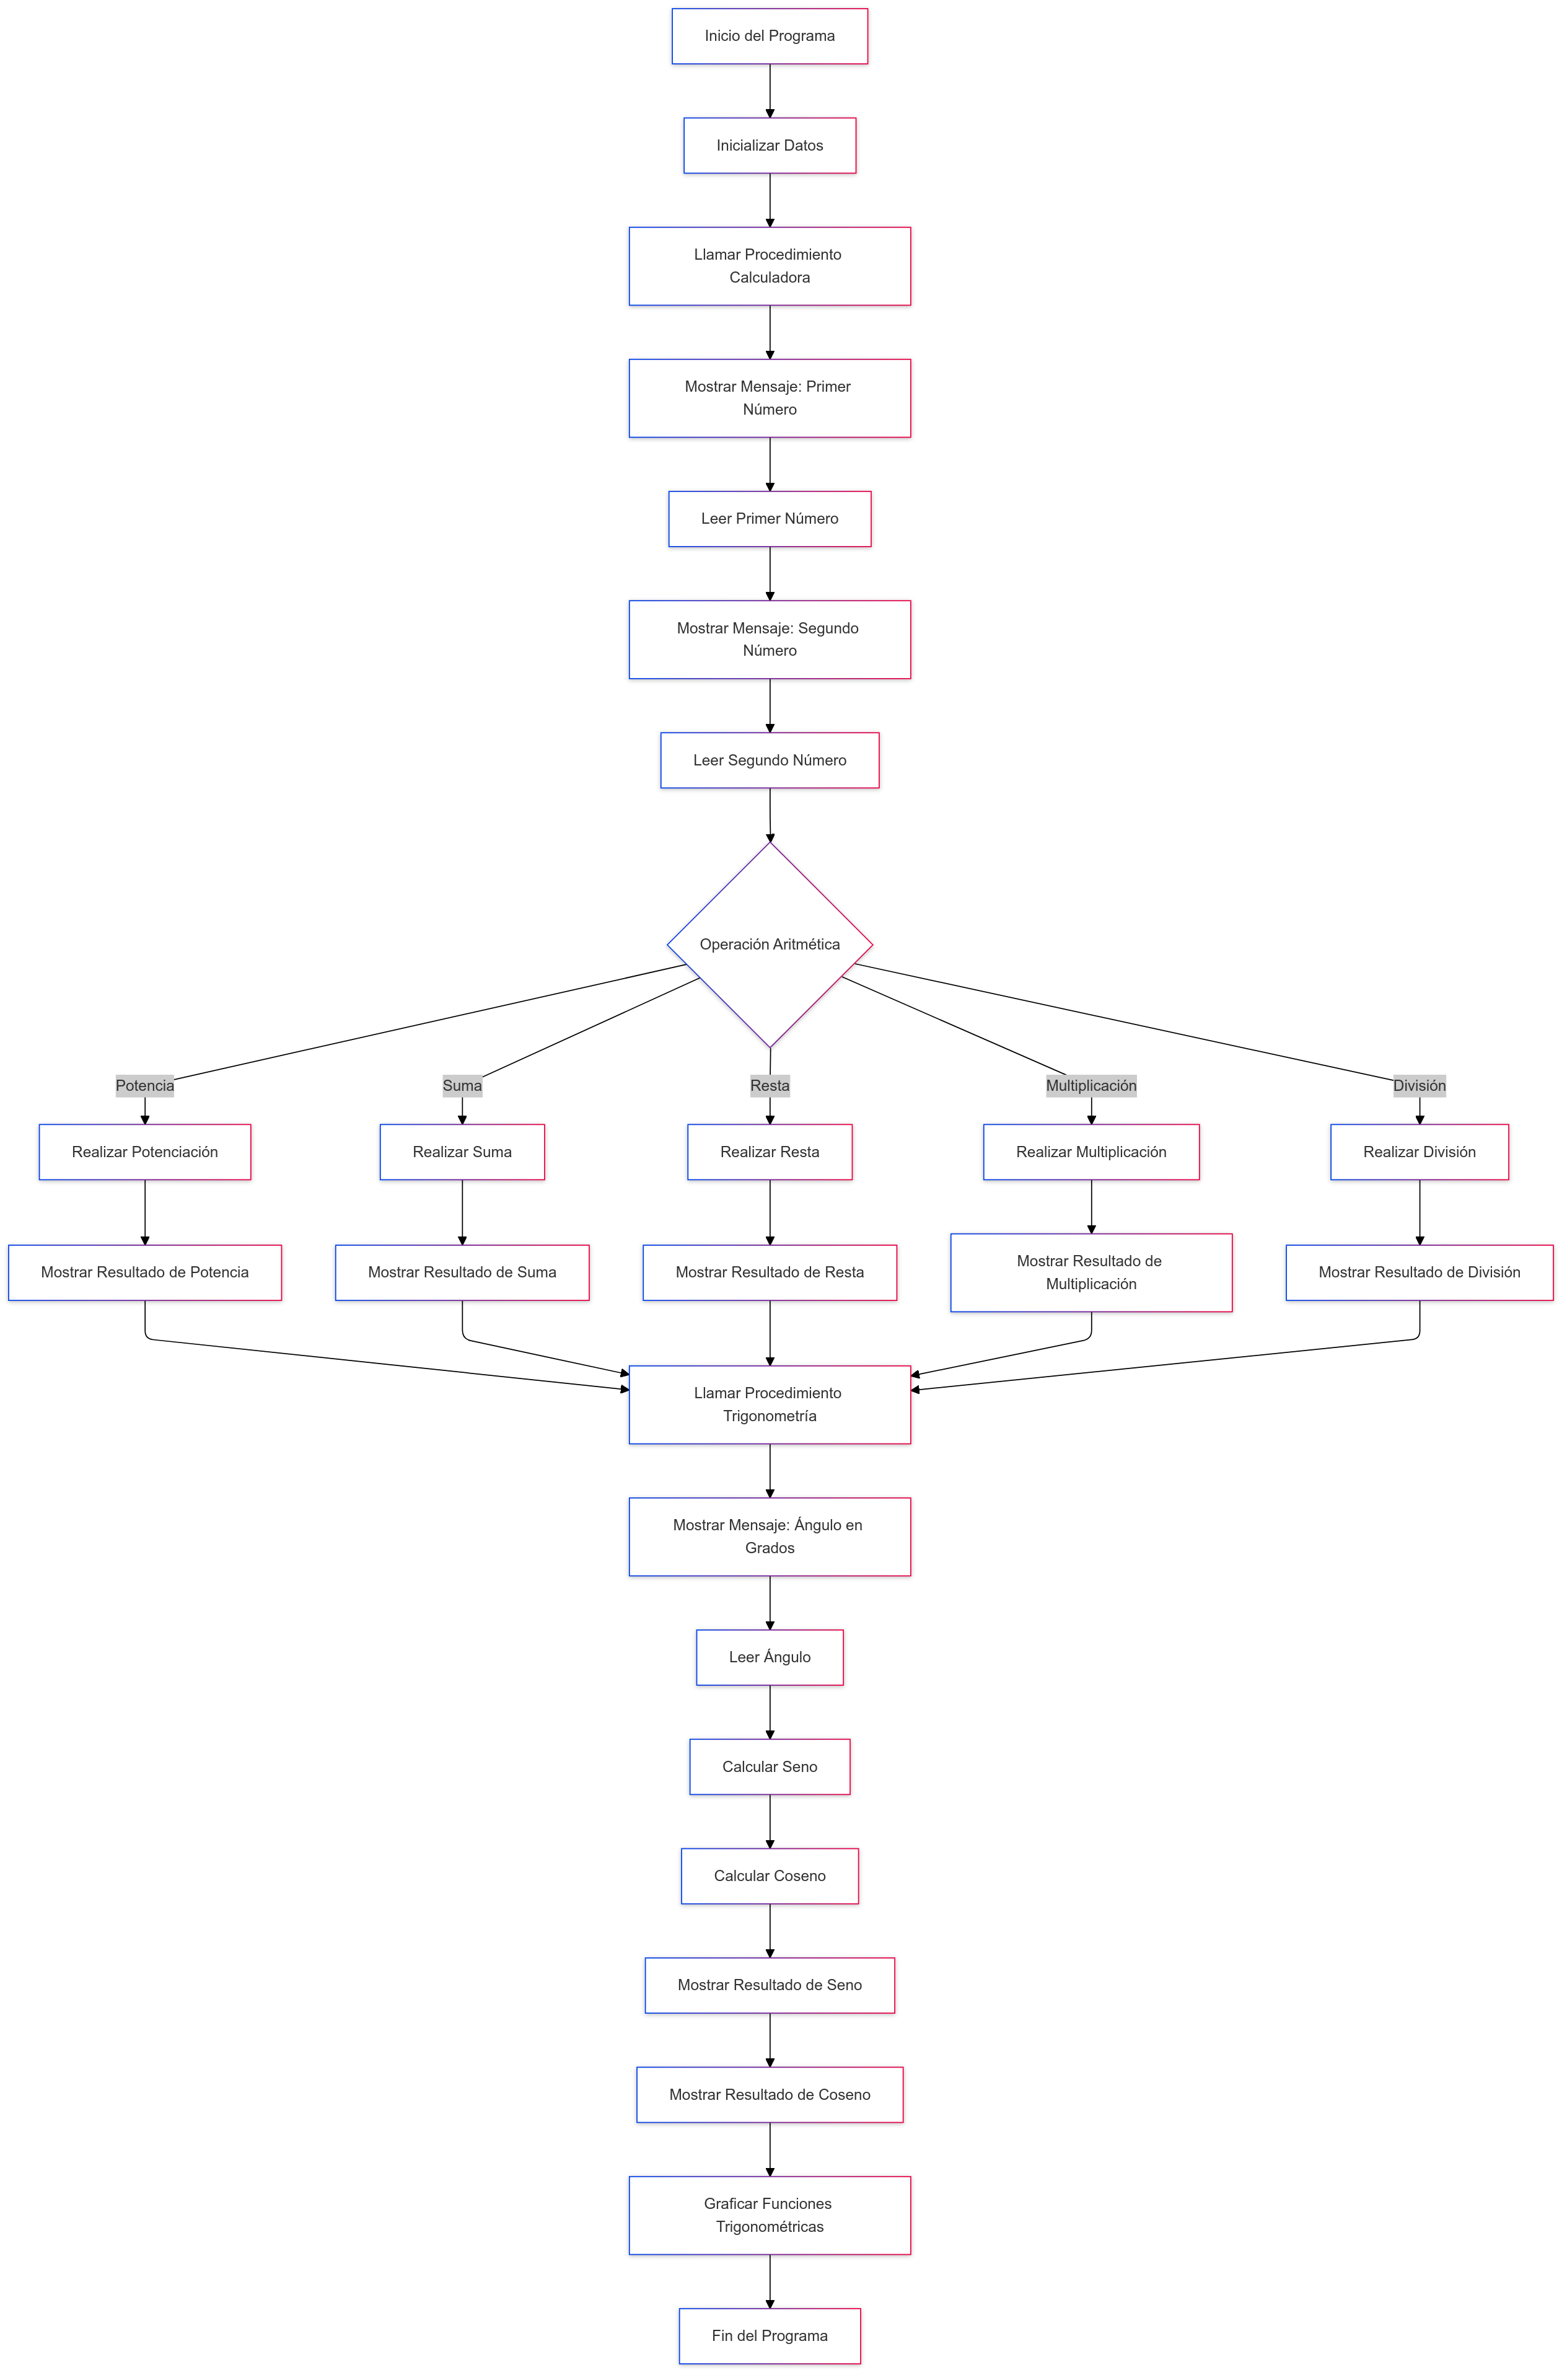 Inicio del Programa
Inicializar Datos
Llamar Procedimiento
Calculadora
Mostrar Mensaje: Primer
Número
Leer Primer Número
Mostrar Mensaje: Segundo
Número
Leer Segundo Número
Operación Aritmética
Potencia
Suma
Resta
Multiplicación
División
Realizar Potenciación
Realizar Suma
Realizar Resta
Realizar Multiplicación
Realizar División
Mostrar Resultado de Potencia
Mostrar Resultado de Suma
Mostrar Resultado de Resta
Mostrar Resultado de
Multiplicación
Mostrar Resultado de División
Llamar Procedimiento
Trigonometría
Mostrar Mensaje: Ángulo en
Grados
Leer Ángulo
Calcular Seno
Calcular Coseno
Mostrar Resultado de Seno
Mostrar Resultado de Coseno
Graficar Funciones
Trigonométricas
Fin del Programa